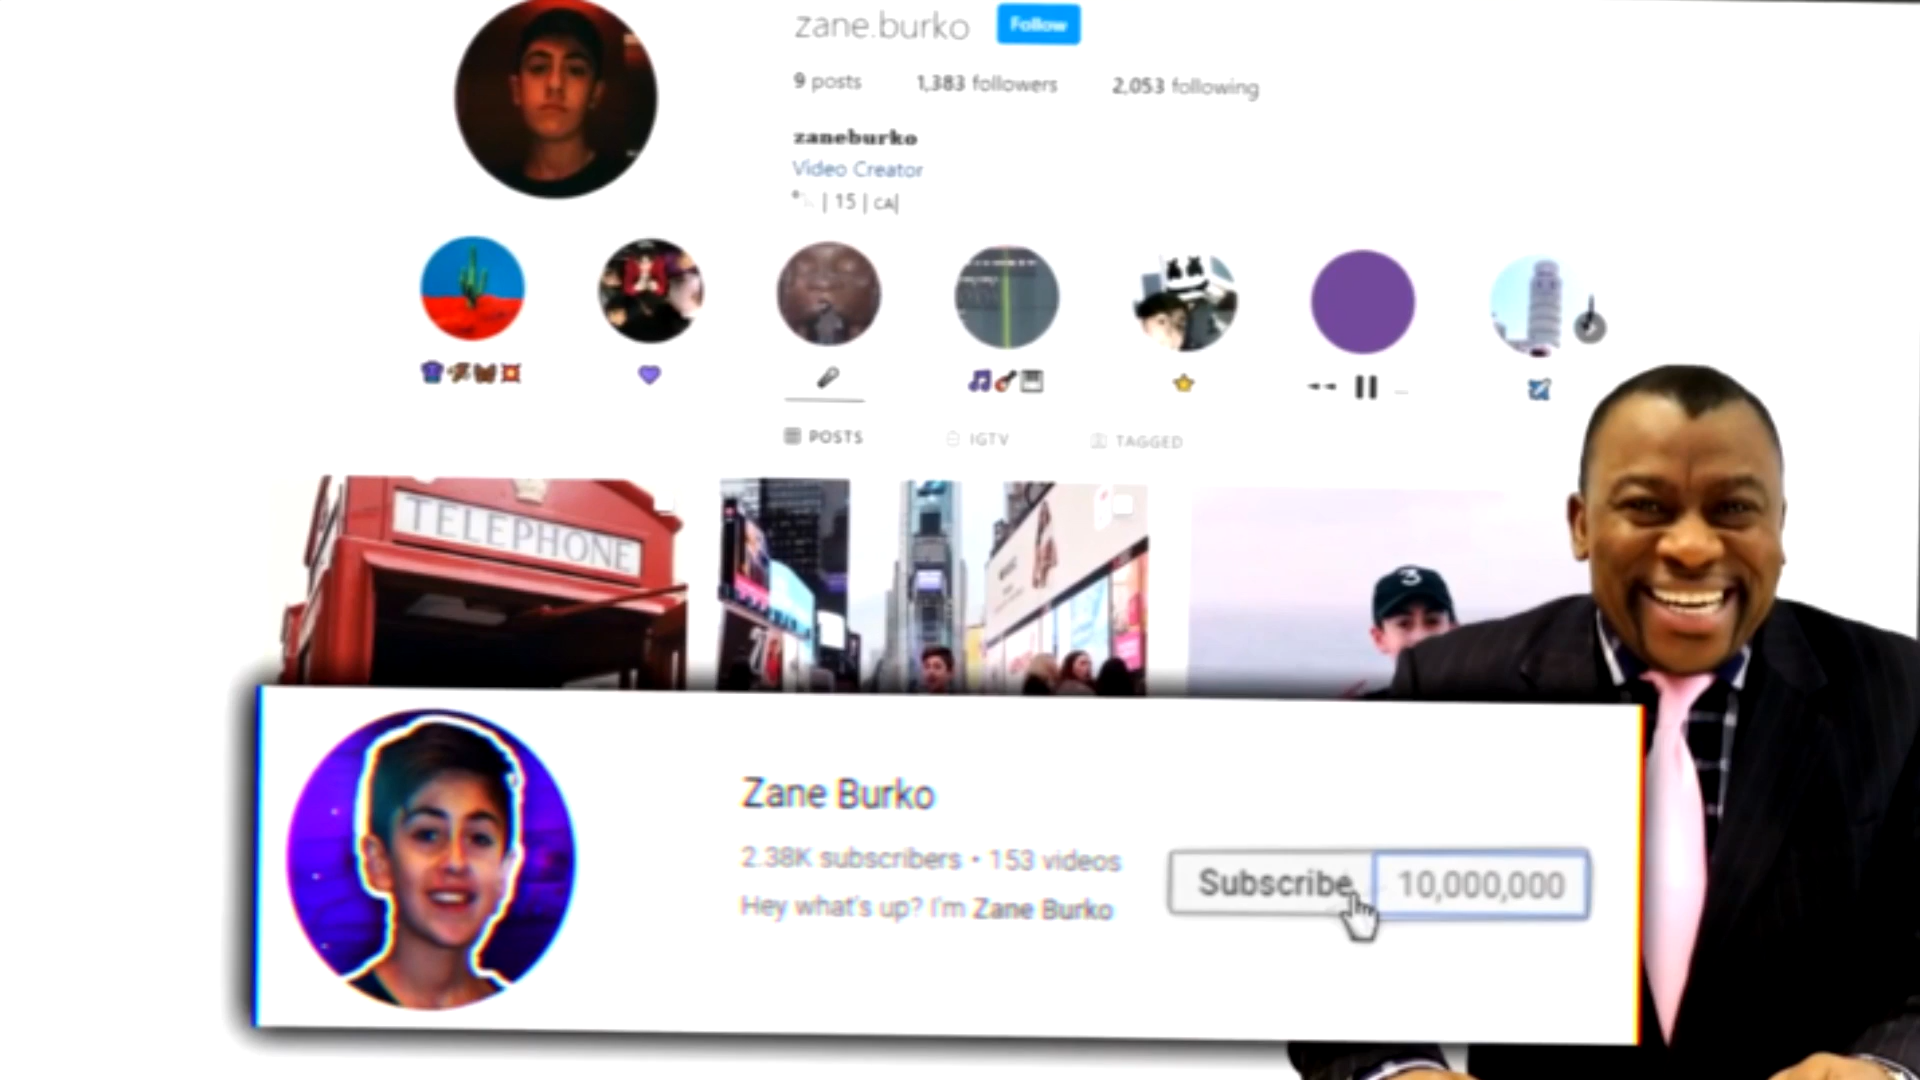 zane.burko Follow
9 posts 1,383 followers 2,053 following
zaneburko
Video Creator
| 15 | CA|
POSTS IGTV TAGGED
TELEPHONE
3
Zane Burko
2.38K subscribers • 153 videos
Hey what's up? I'm Zane Burko
Subscribe 10,000,000